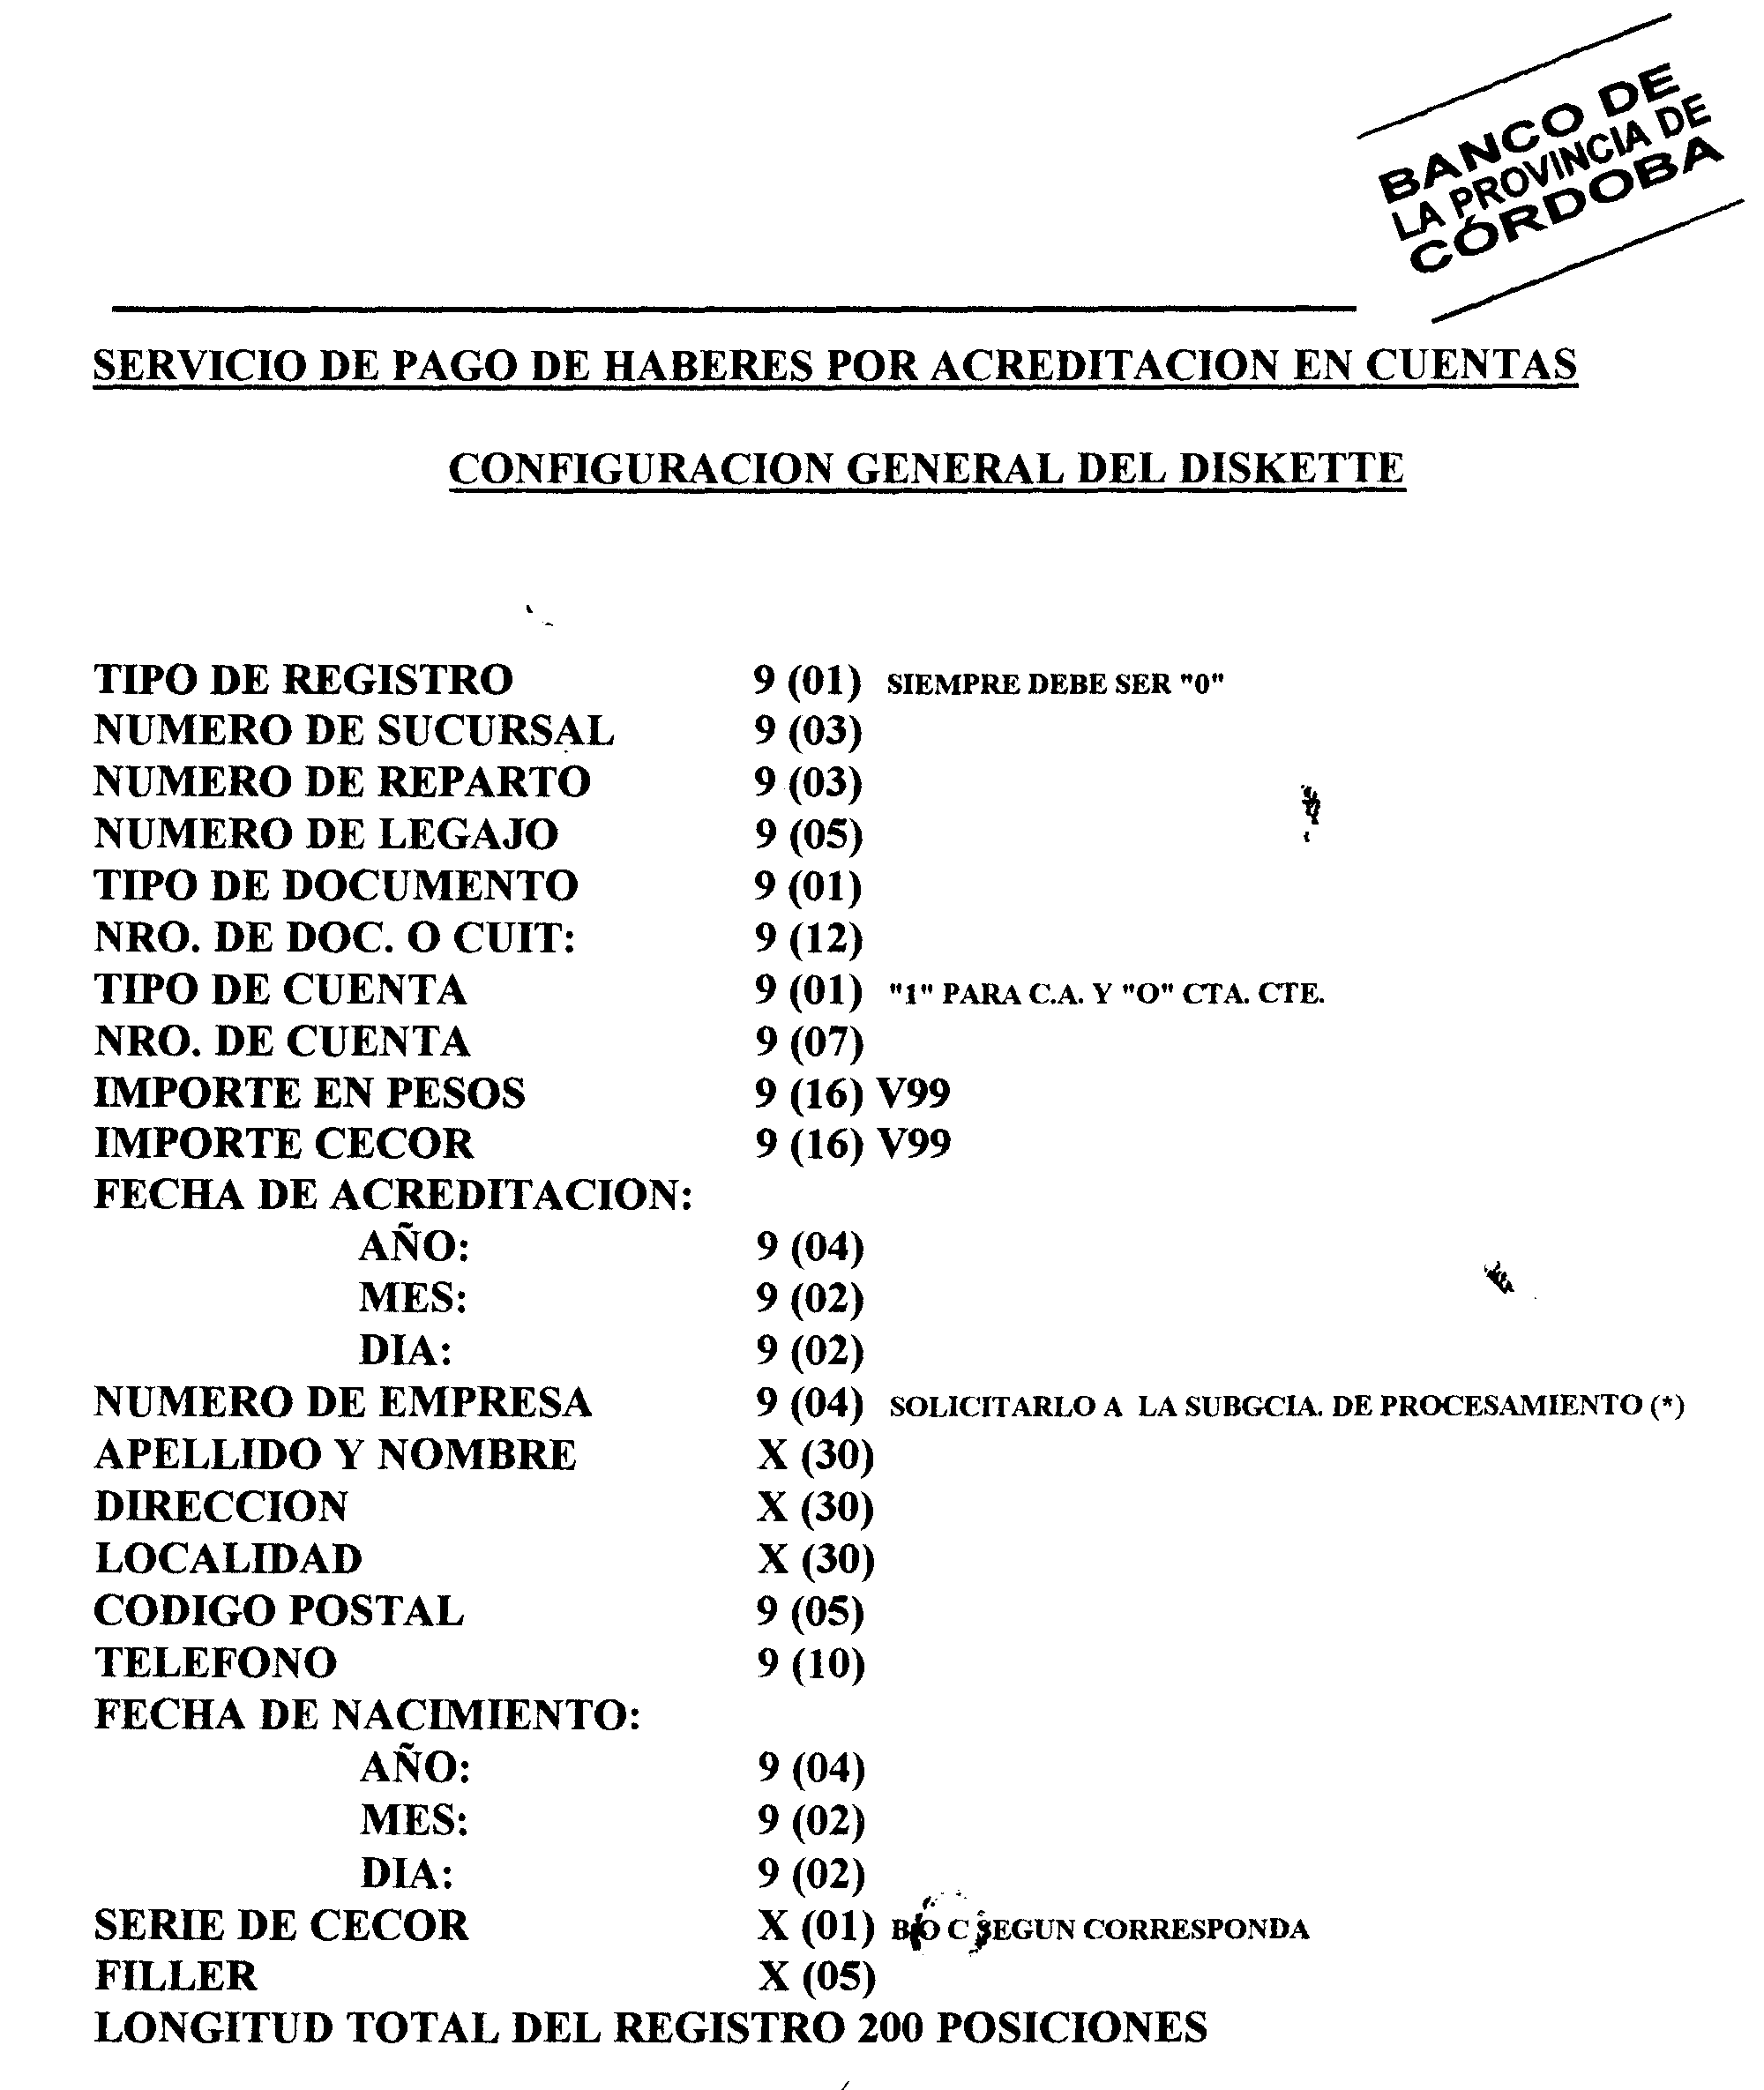 BANCO DE
LA PROVINCIA DE
CÓRDOBA
SERVICIO DE PAGO DE HABERES POR ACREDITACION EN CUENTAS
CONFIGURACION GENERAL DEL DISKETTE
TIPO DE REGISTRO 9 (01) SIEMPRE DEBE SER "0"
NUMERO DE SUCURSAL 9 (03)
NUMERO DE REPARTO 9 (03)
NUMERO DE LEGAJO 9 (05)
TIPO DE DOCUMENTO 9 (01)
NRO. DE DOC. O CUIT: 9 (12)
TIPO DE CUENTA 9 (01) "1" PARA C.A. Y "O" CTA. CTE.
NRO. DE CUENTA 9 (07)
IMPORTE EN PESOS 9 (16) V99
IMPORTE CECOR 9 (16) V99
FECHA DE ACREDITACION:
AÑO: 9 (04)
MES: 9 (02)
DIA: 9 (02)
NUMERO DE EMPRESA 9 (04) SOLICITARLO A LA SUBGCIA. DE PROCESAMIENTO (*)
APELLIDO Y NOMBRE X (30)
DIRECCION X (30)
LOCALIDAD X (30)
CODIGO POSTAL 9 (05)
TELEFONO 9 (10)
FECHA DE NACIMIENTO:
AÑO: 9 (04)
MES: 9 (02)
DIA: 9 (02)
SERIE DE CECOR X (01) B O C SEGUN CORRESPONDA
FILLER X (05)
LONGITUD TOTAL DEL REGISTRO 200 POSICIONES